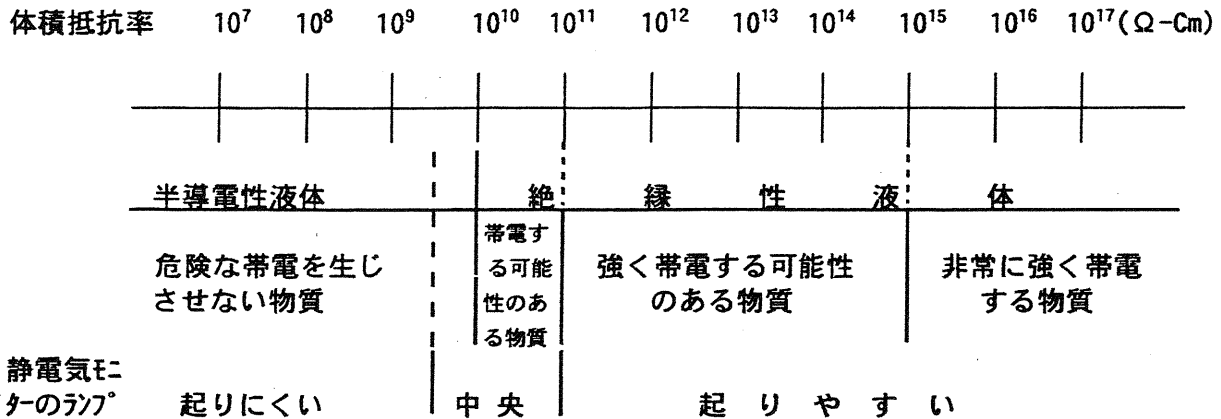 体積抵抗率 10⁷ 10⁸ 10⁹ 10¹⁰ 10¹¹ 10¹² 10¹³ 10¹⁴ 10¹⁵ 10¹⁶ 10¹⁷(Ω-Cm)
半導電性液体 絶縁性液体
危険な帯電を生じ
させない物質
帯電す
る可能
性のあ
る物質
強く帯電する可能性
のある物質
非常に強く帯電
する物質
静電気ﾓﾆ
ﾀｰのﾗﾝﾌﾟ 起りにくい 中央 起りやすい